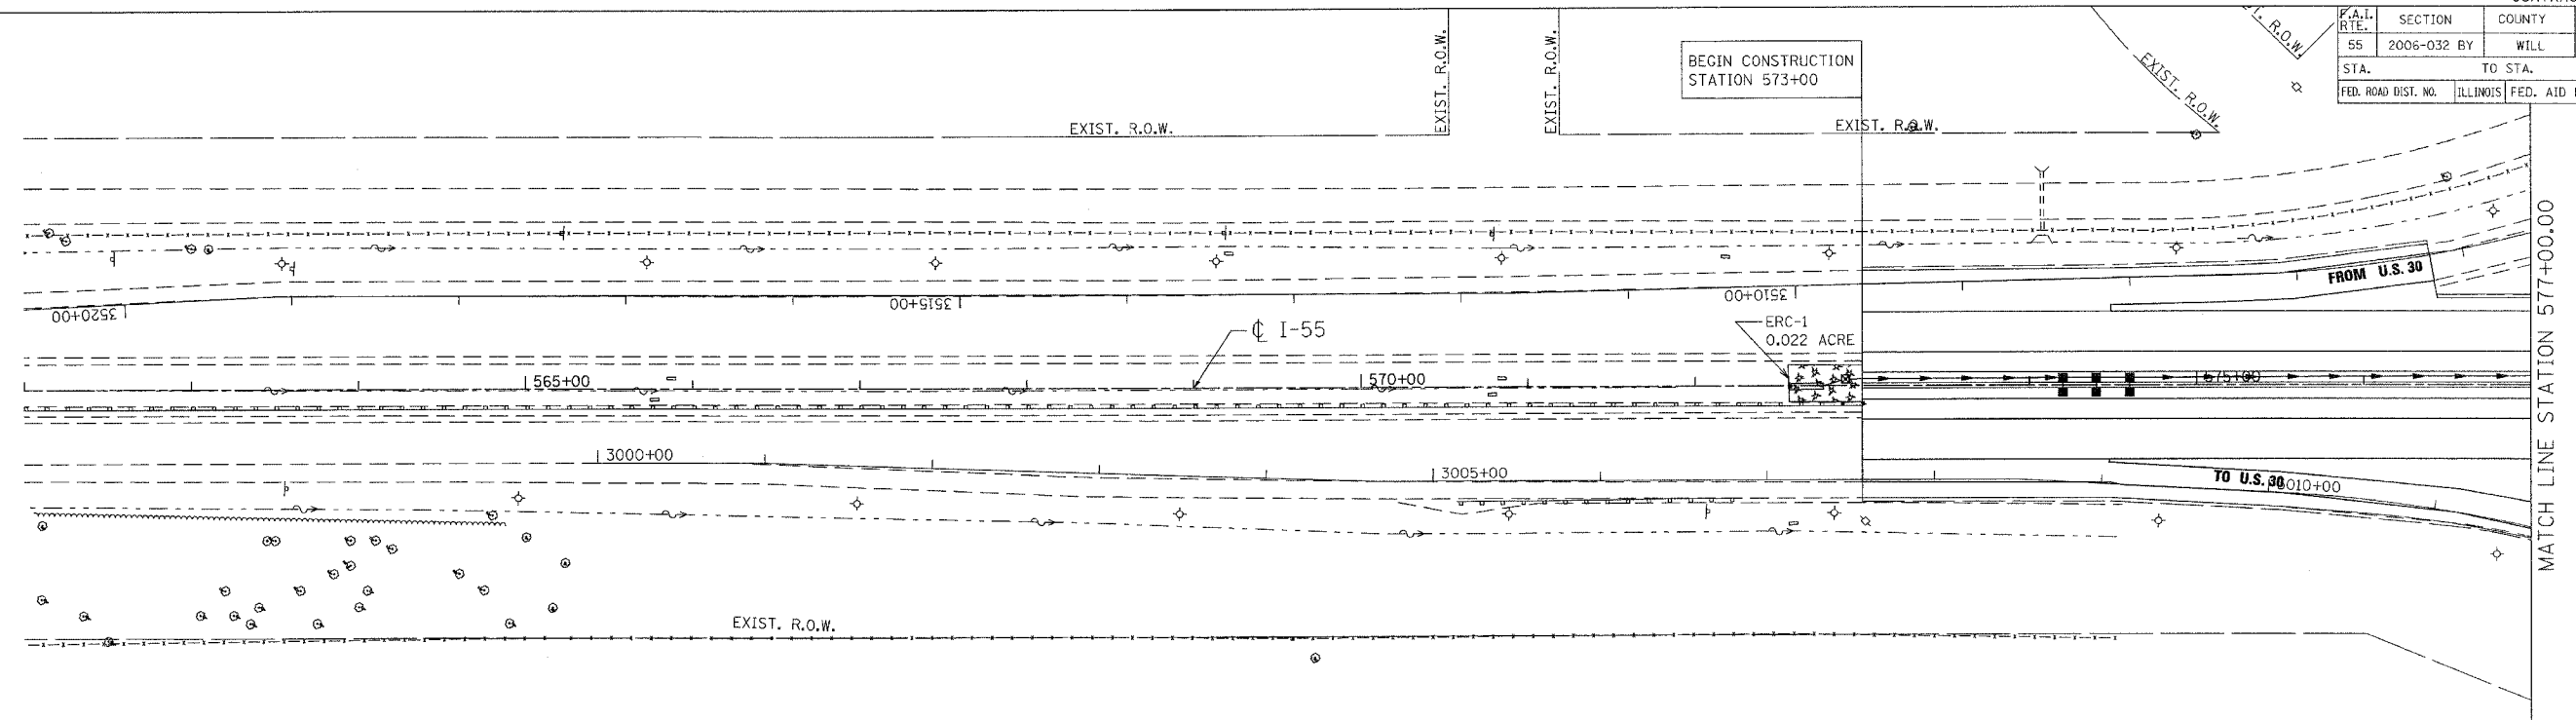 F.A.I. RTE. SECTION COUNTY
55 2006-032 BY WILL
STA. TO STA.
FED. ROAD DIST. NO. ILLINOIS FED. AID
EXIST. R.O.W.
EXIST. R.O.W.
EXIST. R.O.W.
EXIST. R.O.W.
BEGIN CONSTRUCTION
STATION 573+00
EXIST. R.O.W.
R.O.W.
FROM U.S. 30
3520+00
3515+00
3510+00
℄ I-55
ERC-1
0.022 ACRE
565+00
570+00
575+00
3000+00
3005+00
TO U.S. 30
3010+00
EXIST. R.O.W.
MATCH LINE STATION 577+00.00